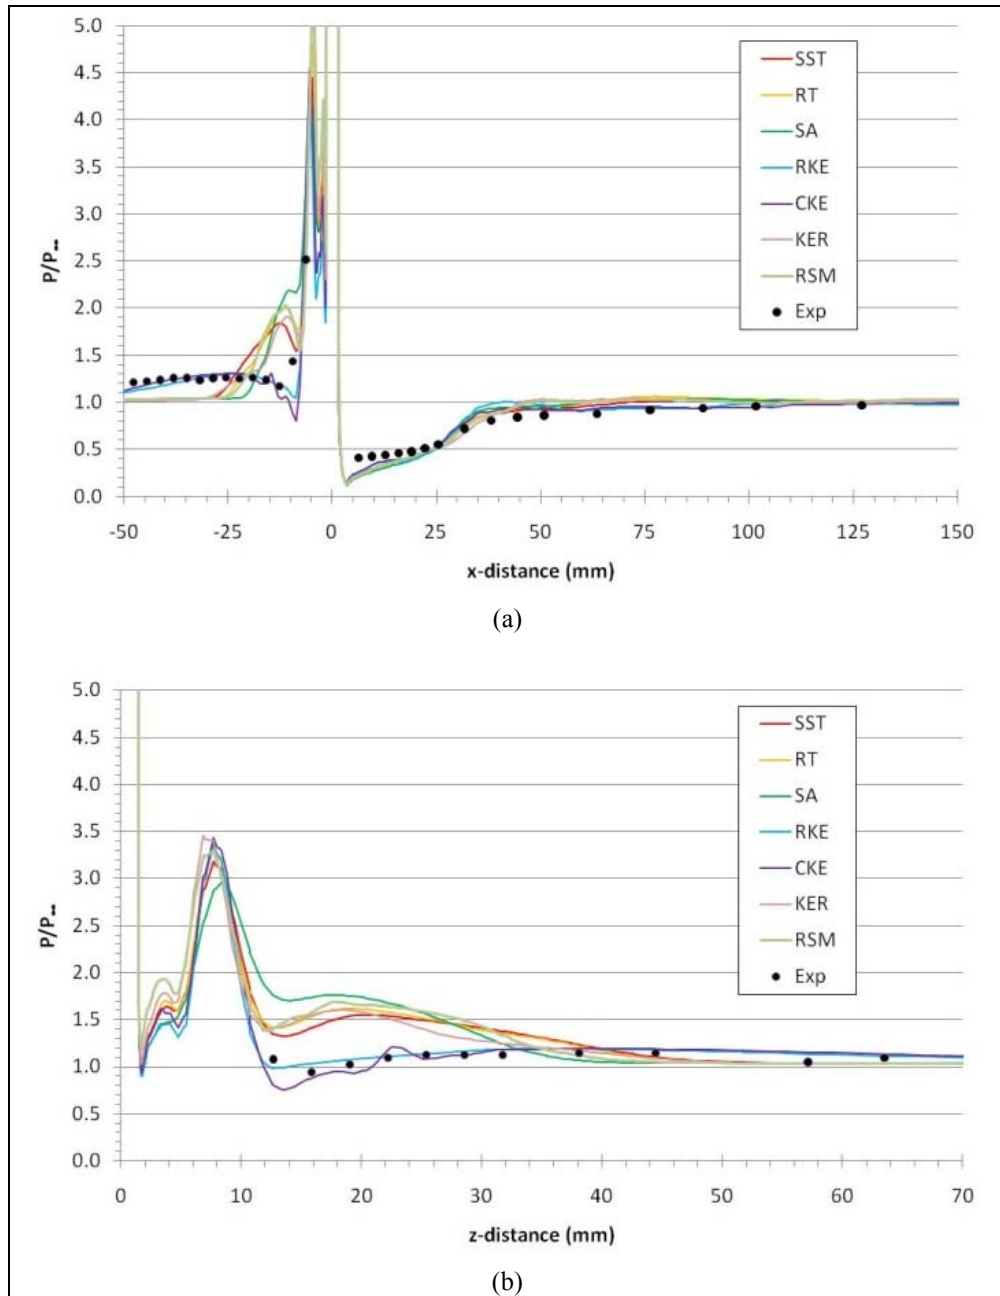 5.0
4.5
4.0
3.5
3.0
2.5
2.0
1.5
1.0
0.5
0.0
P/P∞
SST
RT
SA
RKE
CKE
KER
RSM
Exp
-50 -25 0 25 50 75 100 125 150
x-distance (mm)
(a)
5.0
4.5
4.0
3.5
3.0
2.5
2.0
1.5
1.0
0.5
0.0
P/P∞
SST
RT
SA
RKE
CKE
KER
RSM
Exp
0 10 20 30 40 50 60 70
z-distance (mm)
(b)